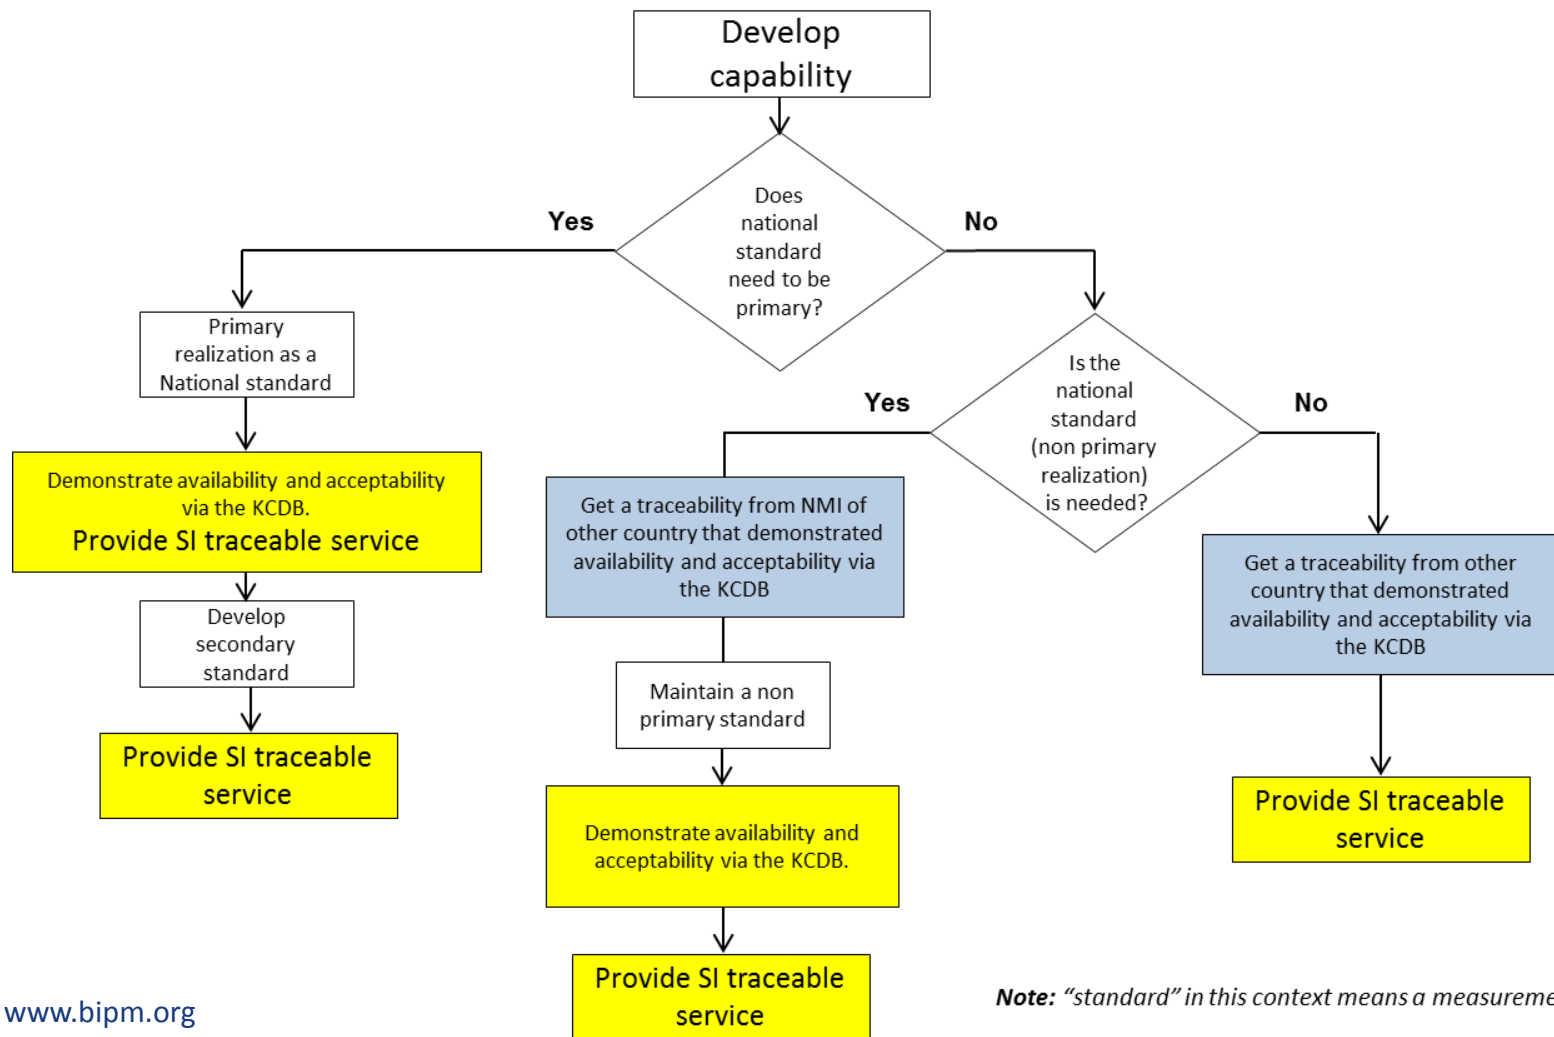 Develop
capability
Does
national
standard
need to be
primary?
Yes
No
Primary
realization as a
National standard
Is the
national
standard
(non primary
realization)
is needed?
Yes
No
Demonstrate availability and acceptability
via the KCDB.
Provide SI traceable service
Get a traceability from NMI of
other country that demonstrated
availability and acceptability via
the KCDB
Get a traceability from other
country that demonstrated
availability and acceptability via
the KCDB
Develop
secondary
standard
Maintain a non
primary standard
Provide SI traceable
service
Demonstrate availability and
acceptability via the KCDB.
Provide SI traceable
service
Provide SI traceable
service
www.bipm.org
Note: “standard” in this context means a measureme